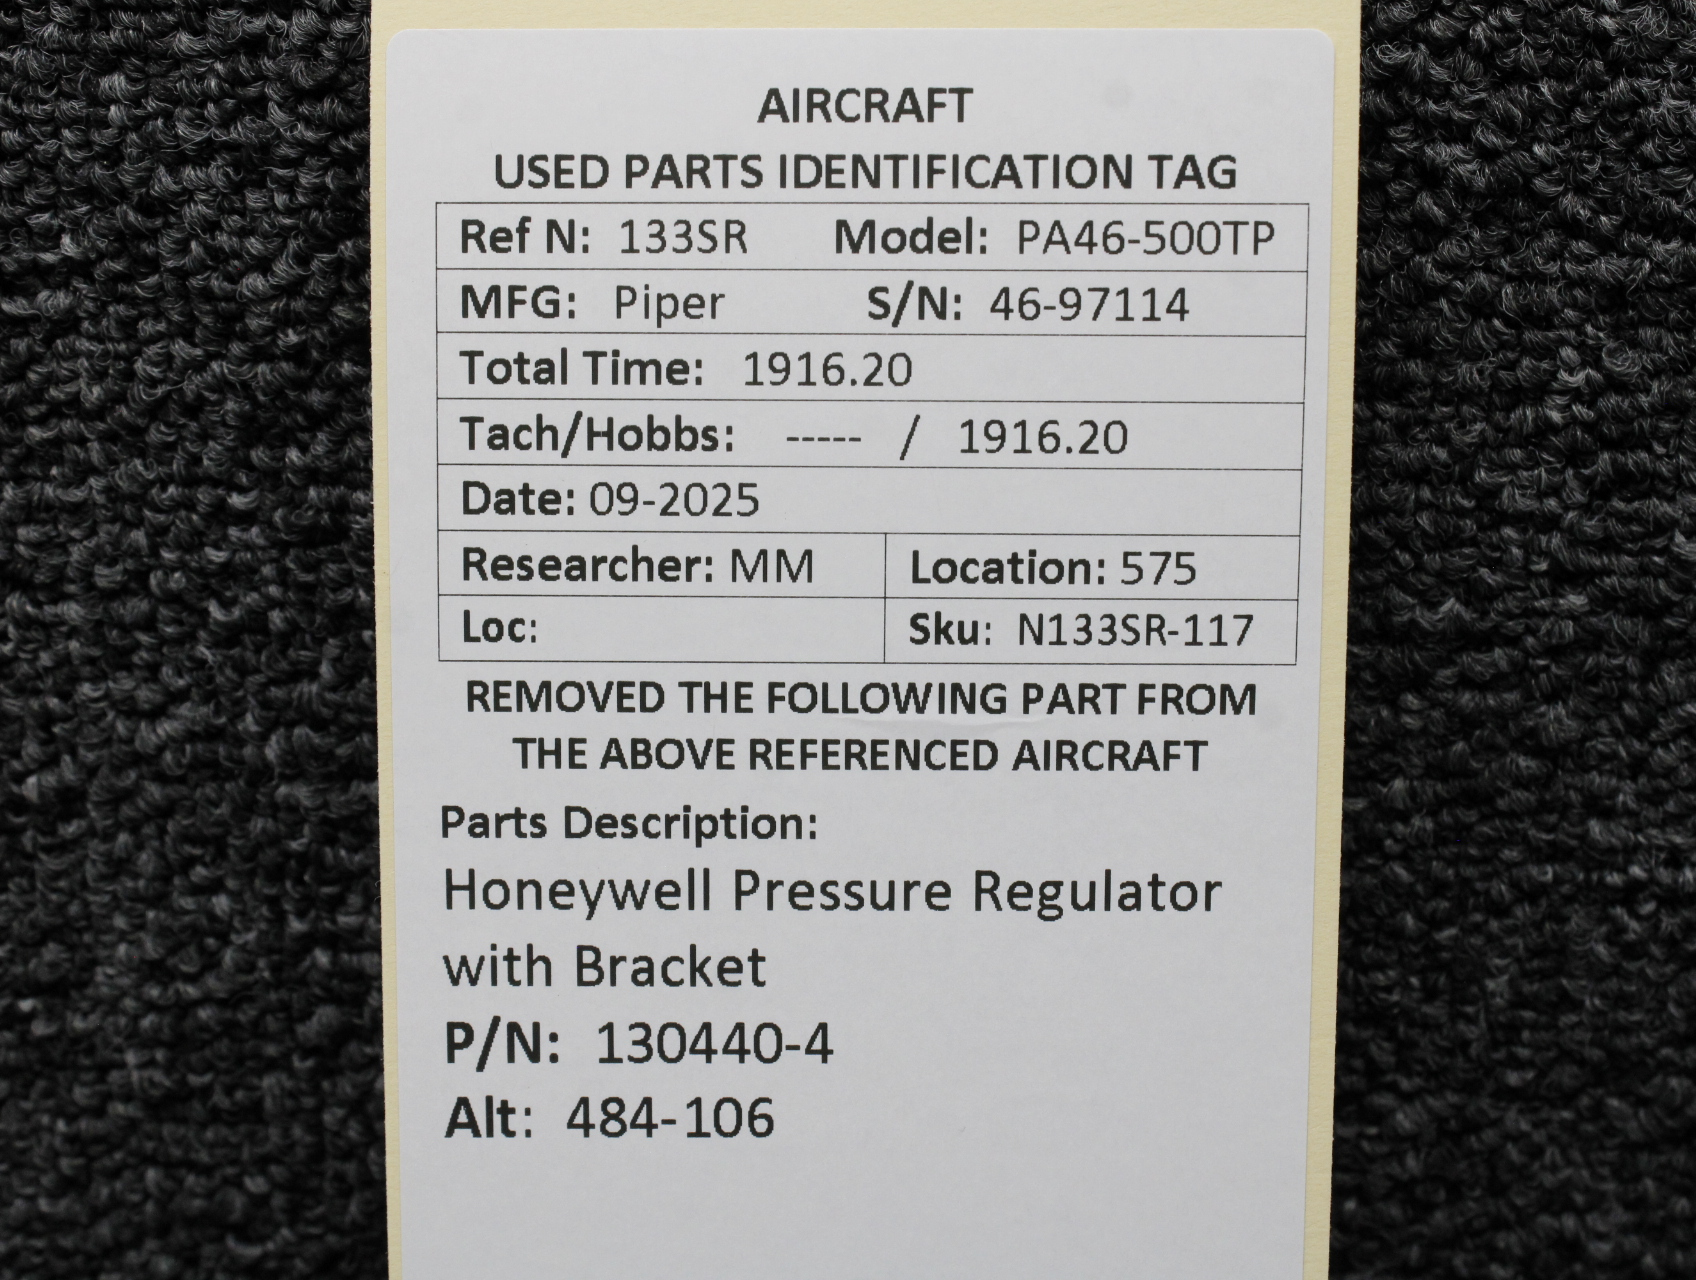 AIRCRAFT
USED PARTS IDENTIFICATION TAG
Ref N: 133SR Model: PA46-500TP
MFG: Piper S/N: 46-97114
Total Time: 1916.20
Tach/Hobbs: ----- / 1916.20
Date: 09-2025
Researcher: MM Location: 575
Loc: Sku: N133SR-117
REMOVED THE FOLLOWING PART FROM
THE ABOVE REFERENCED AIRCRAFT
Parts Description:
Honeywell Pressure Regulator
with Bracket
P/N: 130440-4
Alt: 484-106